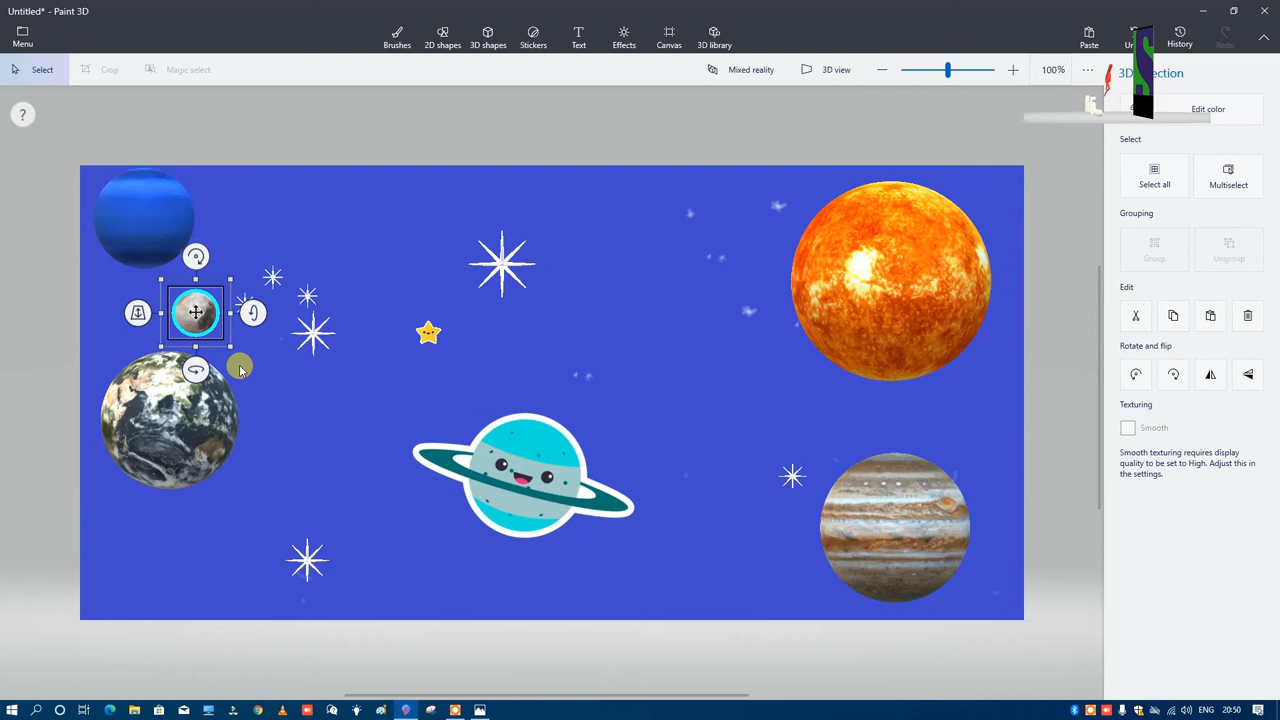 Untitled* - Paint 3D
Menu
Brushes
2D shapes
3D shapes
Stickers
Text
Effects
Canvas
3D library
Paste
History
Redo
Select
Crop
Magic select
Mixed reality
3D view
100%
?
Edit color
Select
Select all
Multiselect
Grouping
Group
Ungroup
Edit
Rotate and flip
Texturing
Smooth
Smooth texturing requires display
quality to be set to High. Adjust this in
the settings.
ENG
20:50